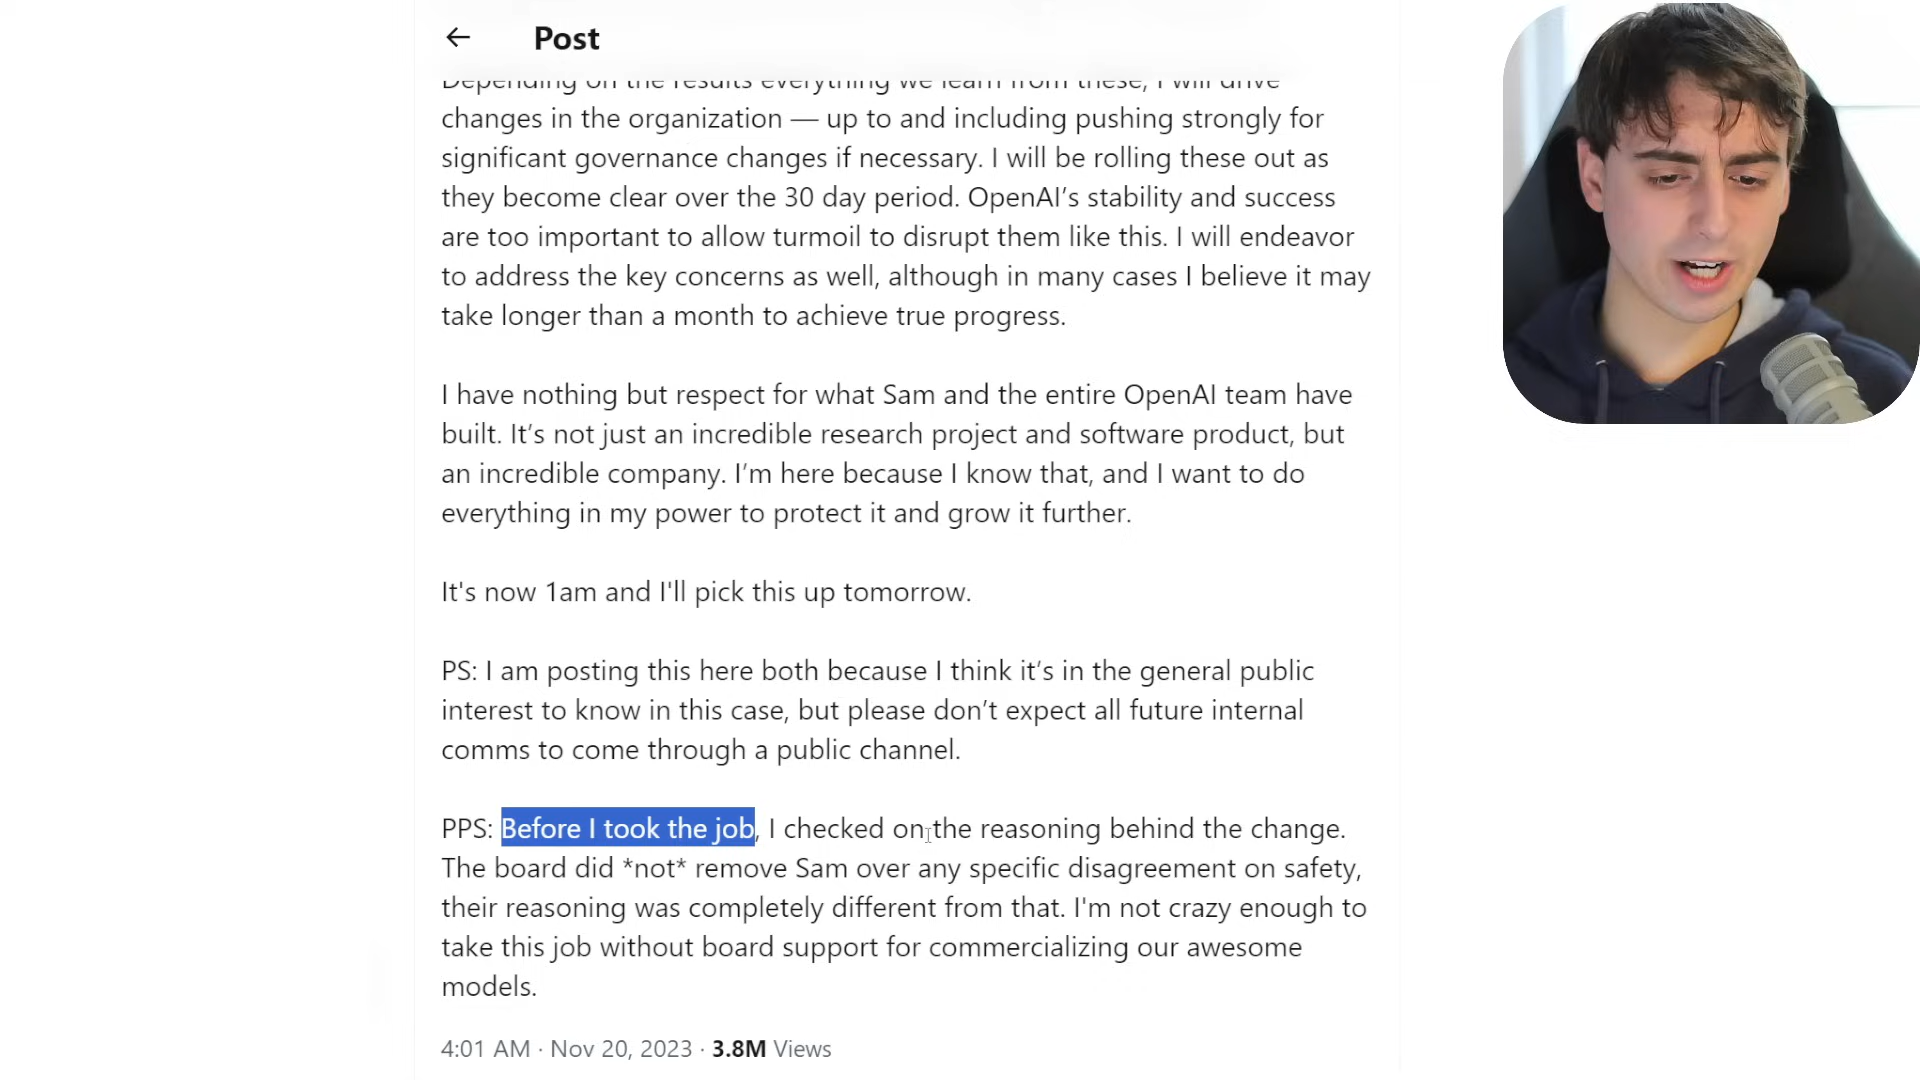 Post
Depending on the results everything we learn from these, I will drive
changes in the organization — up to and including pushing strongly for
significant governance changes if necessary. I will be rolling these out as
they become clear over the 30 day period. OpenAI’s stability and success
are too important to allow turmoil to disrupt them like this. I will endeavor
to address the key concerns as well, although in many cases I believe it may
take longer than a month to achieve true progress.
I have nothing but respect for what Sam and the entire OpenAI team have
built. It’s not just an incredible research project and software product, but
an incredible company. I’m here because I know that, and I want to do
everything in my power to protect it and grow it further.
It's now 1am and I'll pick this up tomorrow.
PS: I am posting this here both because I think it’s in the general public
interest to know in this case, but please don’t expect all future internal
comms to come through a public channel.
PPS: Before I took the job, I checked on the reasoning behind the change.
The board did *not* remove Sam over any specific disagreement on safety,
their reasoning was completely different from that. I'm not crazy enough to
take this job without board support for commercializing our awesome
models.
4:01 AM · Nov 20, 2023 · 3.8M Views